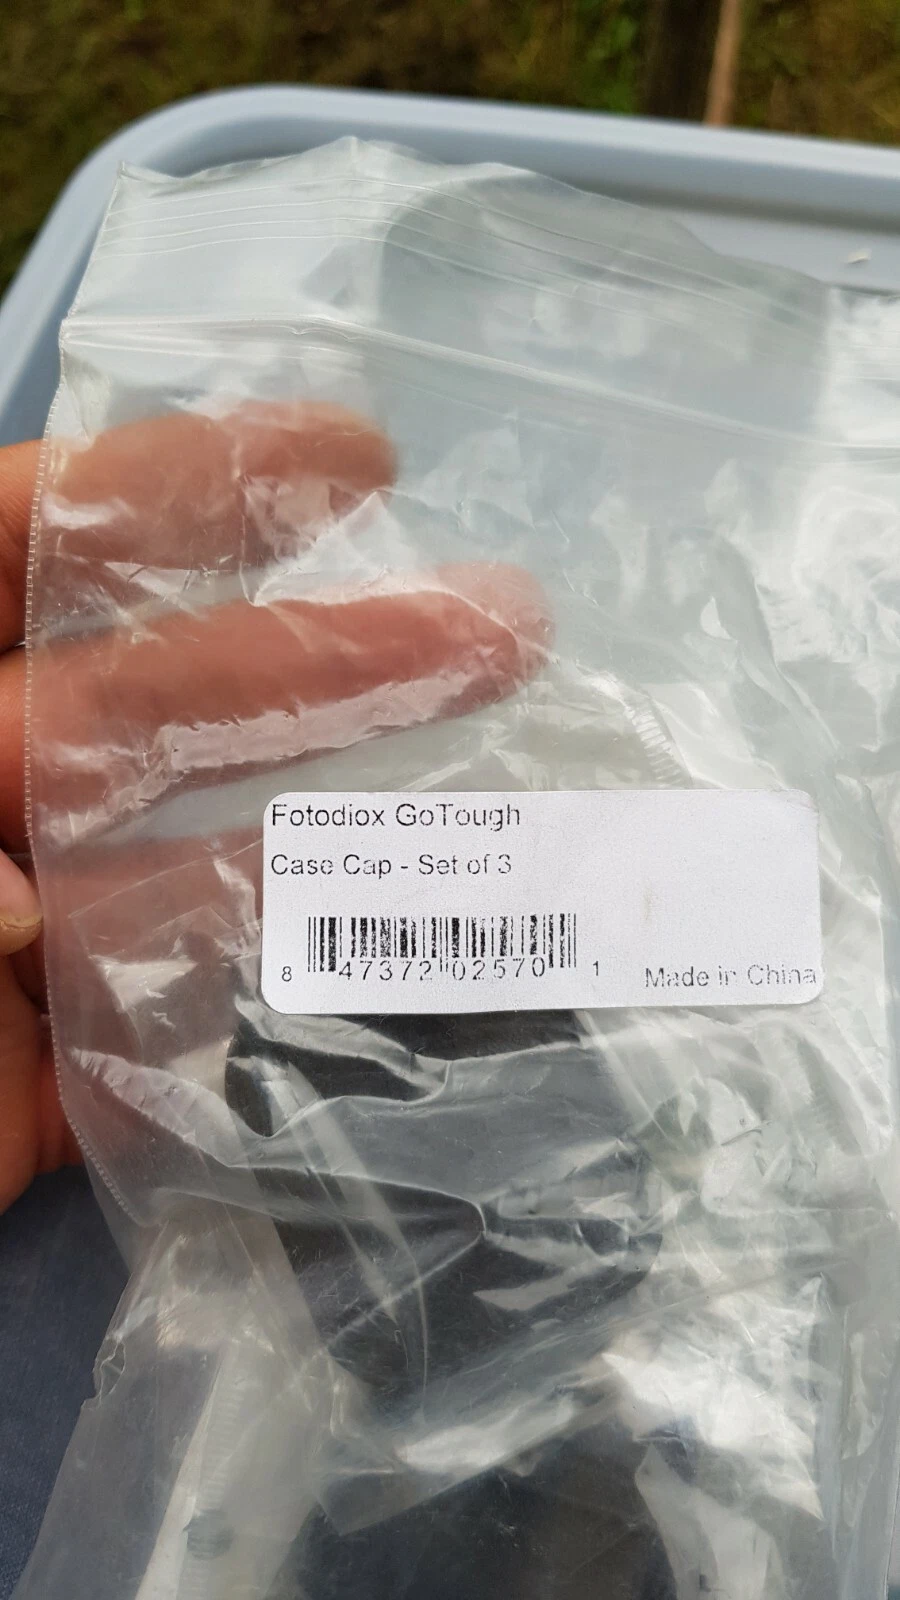 Fotodiox GoTough
Case Cap - Set of 3
8 47372 02570 1
Made in China